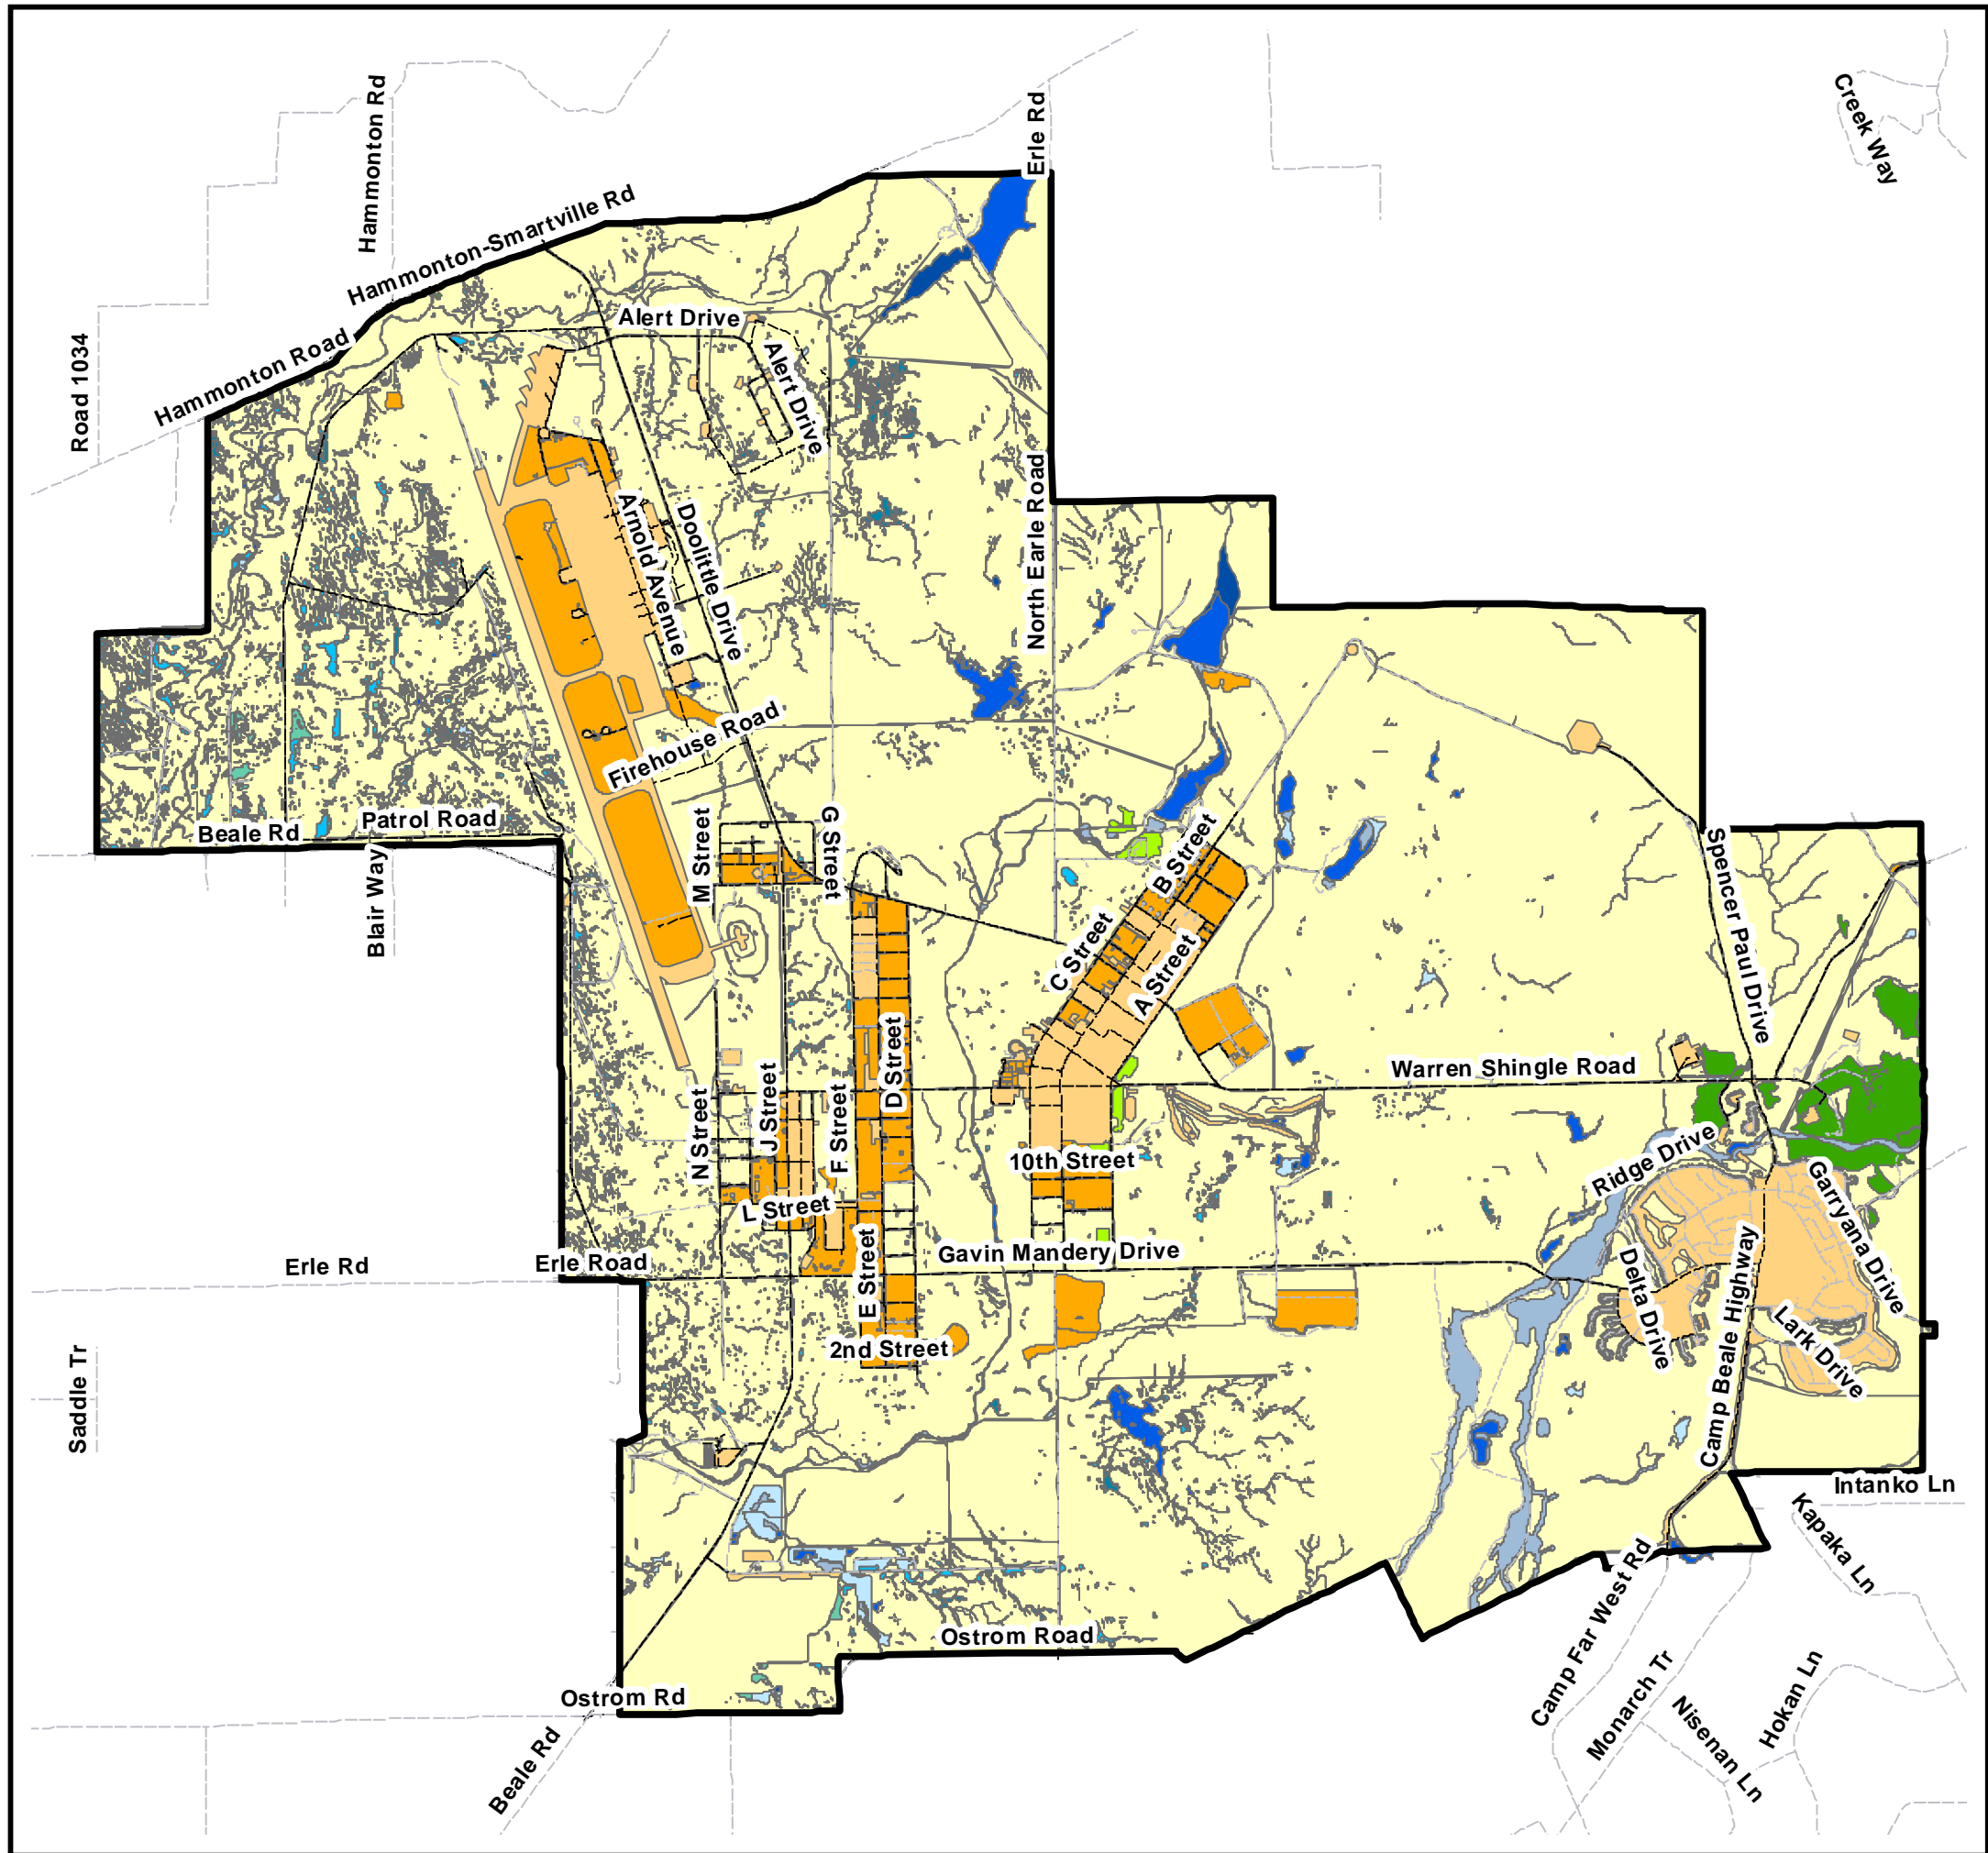 Creek Way
Hammonton Rd
Erle Rd
Hammonton-Smartville Rd
Road 1034
Hammonton Road
Alert Drive
Alert Drive
Arnold Avenue
Doolittle Drive
North Earle Road
Firehouse Road
Beale Rd
Patrol Road
Blair Way
M Street
G Street
B Street
C Street
A Street
Spencer Paul Drive
Warren Shingle Road
D Street
J Street
F Street
N Street
10th Street
L Street
Ridge Drive
Garryana Drive
Gavin Mandery Drive
Erle Rd
Erle Road
E Street
2nd Street
Delta Drive
Camp Beale Highway
Lark Drive
Saddle Tr
Intanko Ln
Kapaka Ln
Camp Far West Rd
Ostrom Road
Ostrom Rd
Beale Rd
Monarch Tr
Nisenan Ln
Hokan Ln